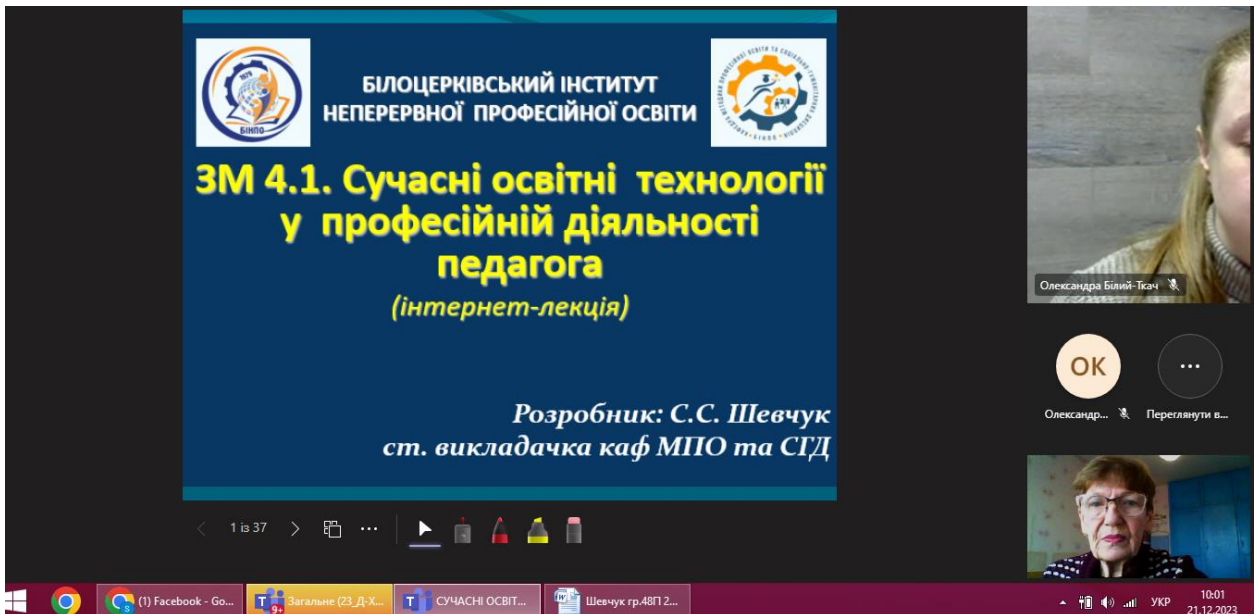 БІЛОЦЕРКІВСЬКИЙ ІНСТИТУТ
НЕПЕРЕРВНОЇ ПРОФЕСІЙНОЇ ОСВІТИ
БІНПО
ЗМ 4.1. Сучасні освітні технології
у професійній діяльності
педагога
(інтернет-лекція)
Розробник: С.С. Шевчук
ст. викладачка каф МПО та СГД
1 із 37
Олександра Білий-Ткач
ОК
Олександр...
Переглянути в...
(1) Facebook - Go...
9+
Загальне (23_Д-Х...
СУЧАСНІ ОСВІТ...
Шевчук гр.48П 2...
УКР
10:01
21.12.2023